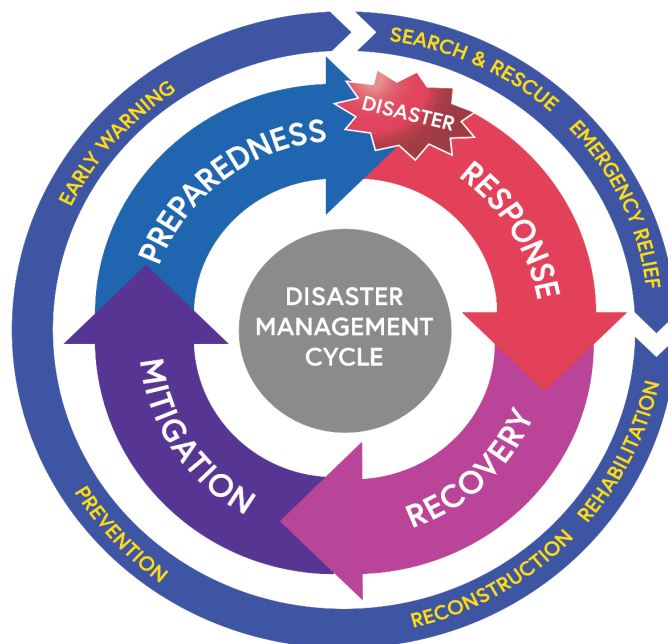 DISASTER
MANAGEMENT
CYCLE
DISASTER
PREPAREDNESS
RESPONSE
RECOVERY
MITIGATION
EARLY WARNING
SEARCH & RESCUE
EMERGENCY RELIEF
REHABILITATION
RECONSTRUCTION
PREVENTION